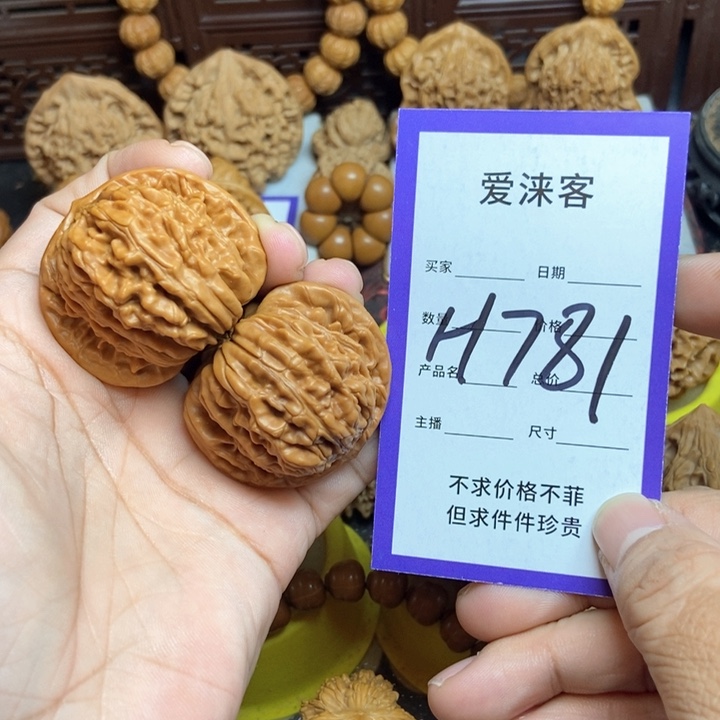 爱涞客
买家 日期
数量 价格
H781
产品名 总价
主播 尺寸
不求价格不菲
但求件件珍贵